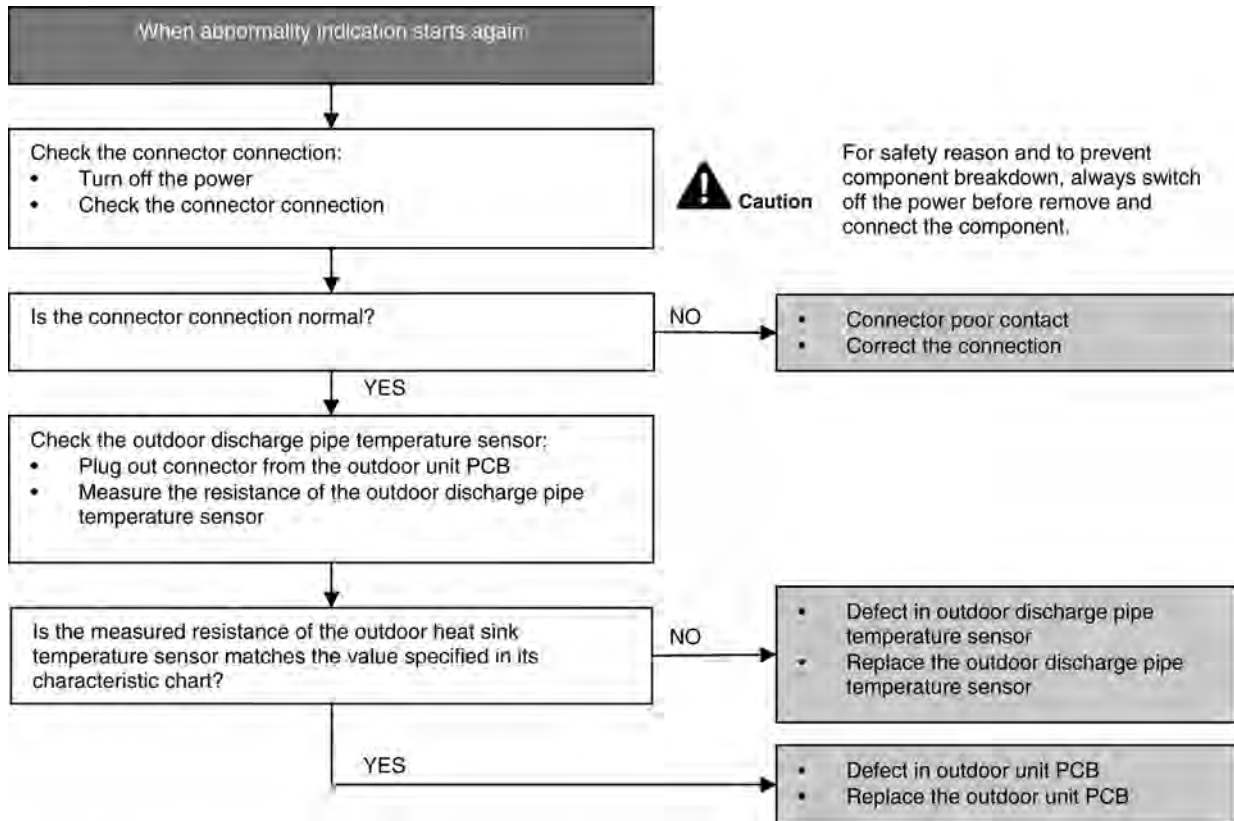 When abnormality indication starts again
Check the connector connection:
• Turn off the power
• Check the connector connection
Caution
For safety reason and to prevent
component breakdown, always switch
off the power before remove and
connect the component.
Is the connector connection normal?
NO
• Connector poor contact
• Correct the connection
YES
Check the outdoor discharge pipe temperature sensor:
• Plug out connector from the outdoor unit PCB
• Measure the resistance of the outdoor discharge pipe
temperature sensor
Is the measured resistance of the outdoor heat sink
temperature sensor matches the value specified in its
characteristic chart?
NO
• Defect in outdoor discharge pipe
temperature sensor
• Replace the outdoor discharge pipe
temperature sensor
YES
• Defect in outdoor unit PCB
• Replace the outdoor unit PCB